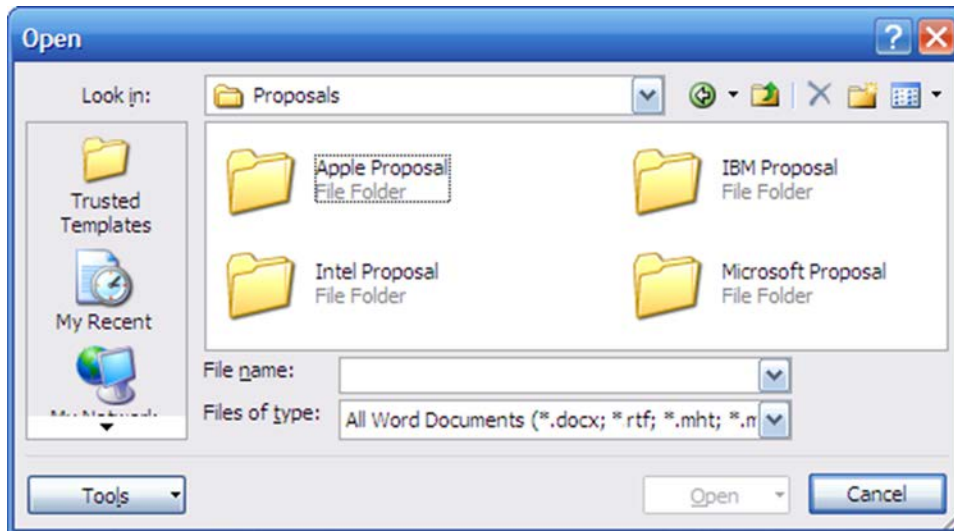 Open
Look in:
Proposals
Trusted
Templates
My Recent
Apple Proposal
File Folder
IBM Proposal
File Folder
Intel Proposal
File Folder
Microsoft Proposal
File Folder
File name:
Files of type:
All Word Documents (*.docx; *.rtf; *.mht; *.m
Tools
Open
Cancel